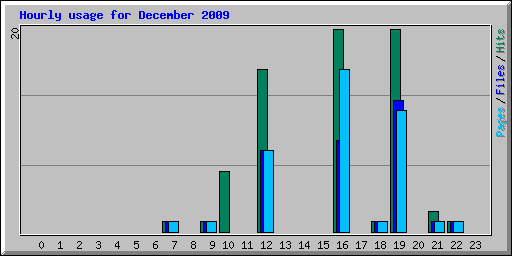 Hourly usage for December 2009
20
Pages / Files / Hits
0 1 2 3 4 5 6 7 8 9 10 11 12 13 14 15 16 17 18 19 20 21 22 23